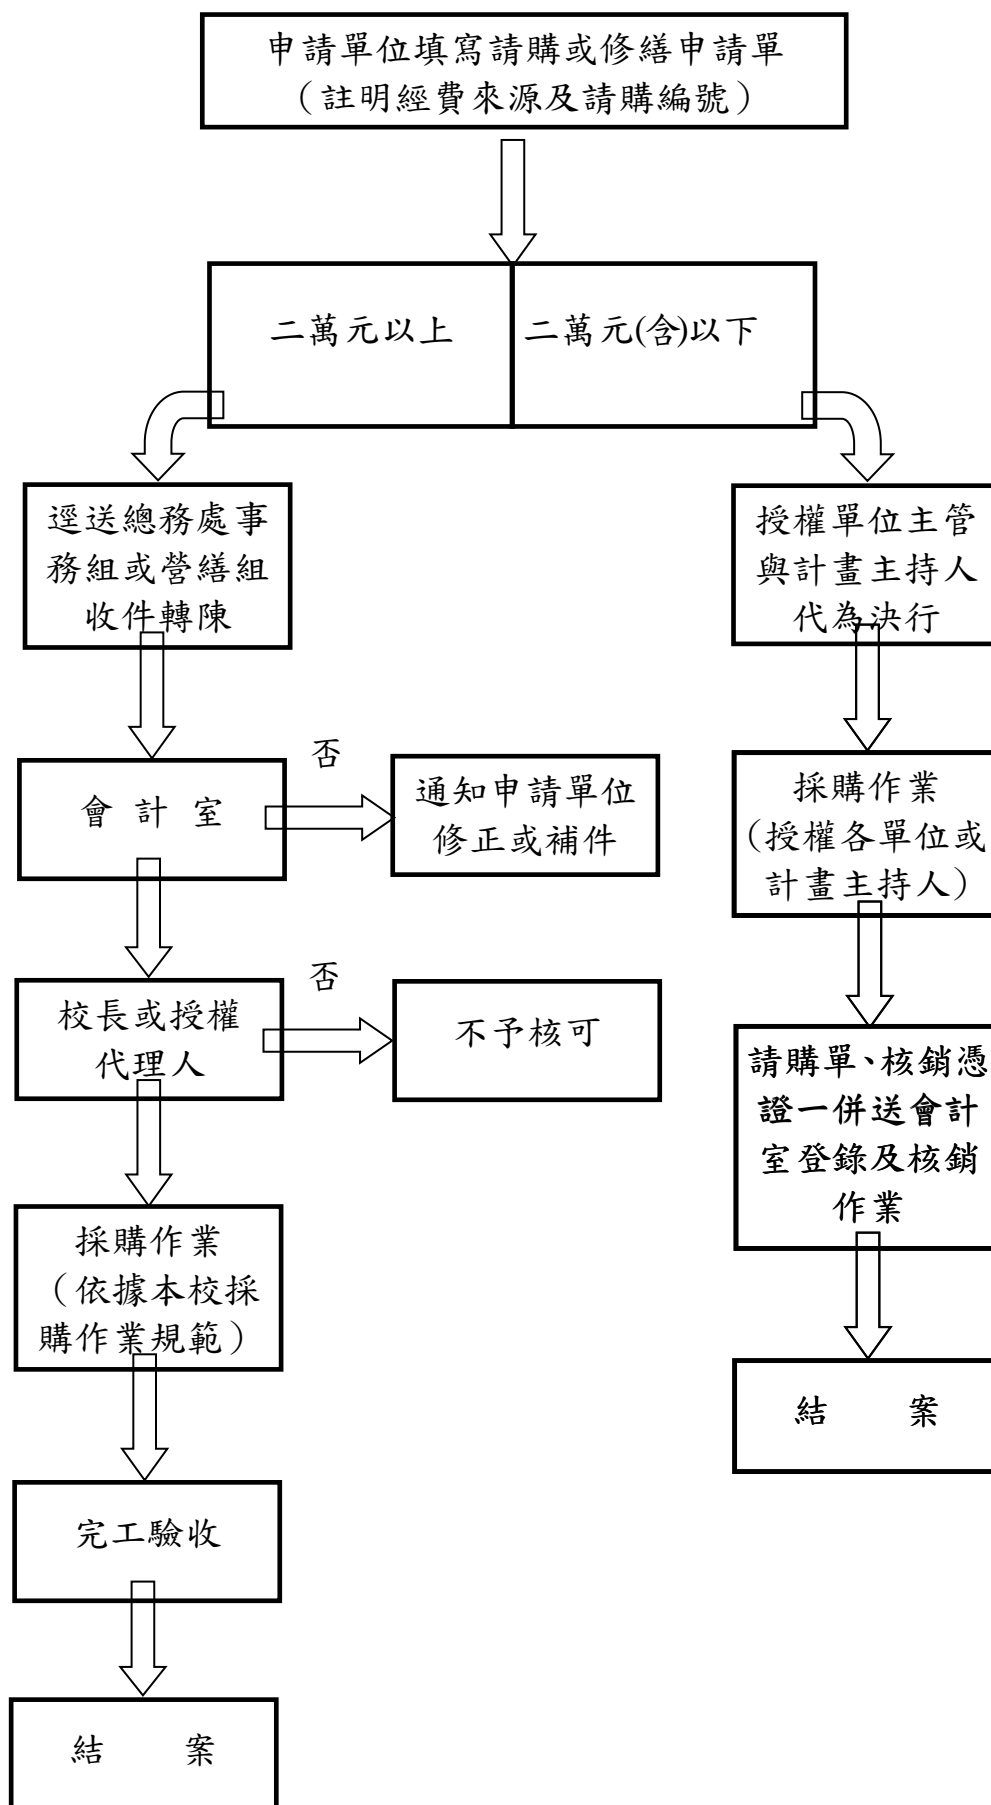 申請單位填寫請購或修繕申請單
（註明經費來源及請購編號）
二萬元以上
二萬元(含)以下
逕送總務處事
務組或營繕組
收件轉陳
授權單位主管
與計畫主持人
代為決行
會 計 室
否
通知申請單位
修正或補件
採購作業
（授權各單位或
計畫主持人）
校長或授權
代理人
否
不予核可
請購單、核銷憑
證一併送會計
室登錄及核銷
作業
採購作業
（依據本校採
購作業規範）
結 案
完工驗收
結 案